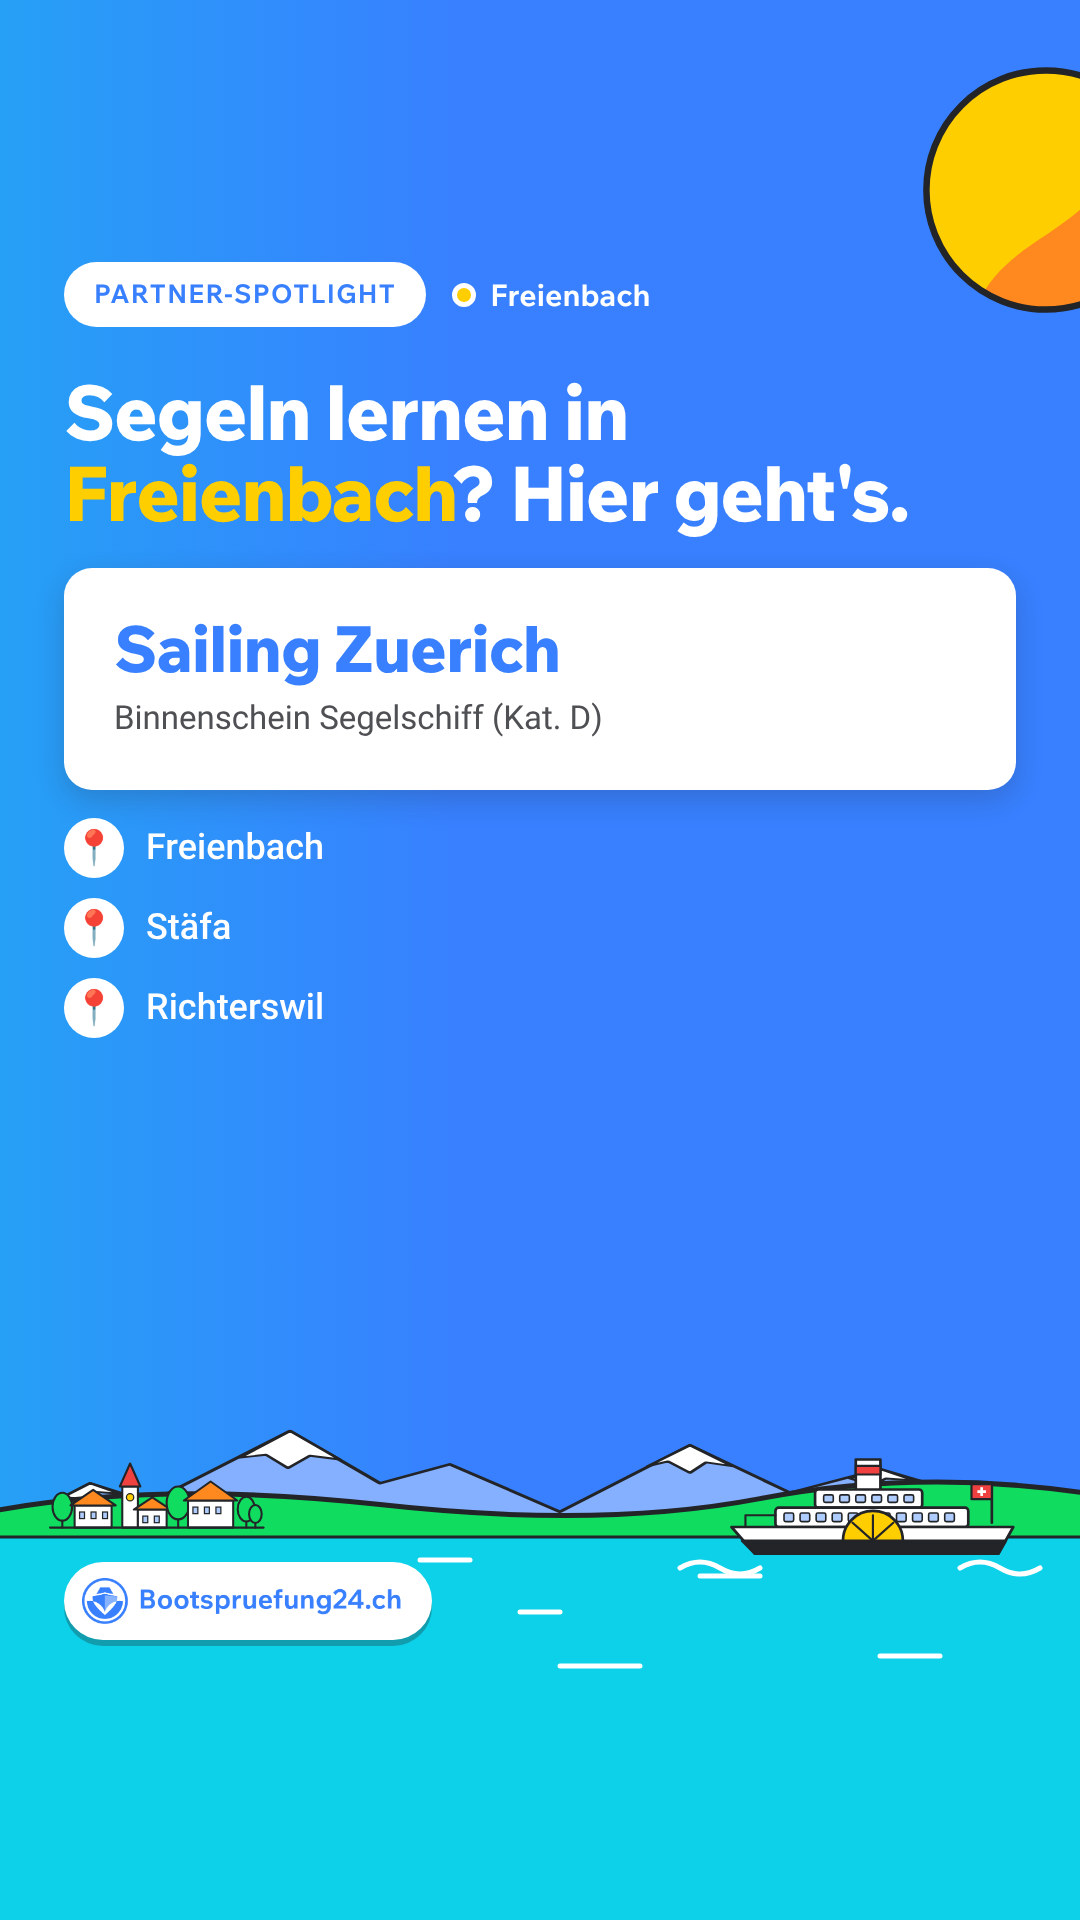 PARTNER-SPOTLIGHT
Freienbach
Segeln lernen in
Freienbach? Hier geht's.
Sailing Zuerich
Binnenschein Segelschiff (Kat. D)
Freienbach
Stäfa
Richterswil
Bootspruefung24.ch